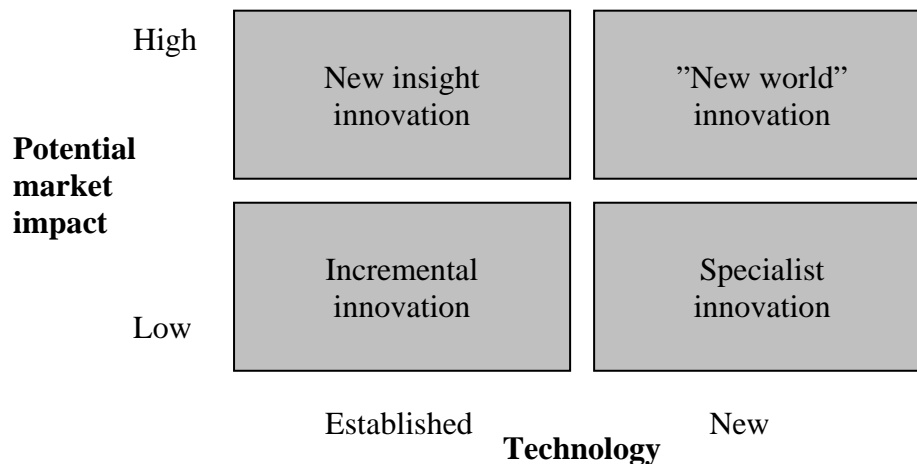 High
New insight
innovation
”New world”
innovation
Potential
market
impact
Incremental
innovation
Specialist
innovation
Low
Established
New
Technology